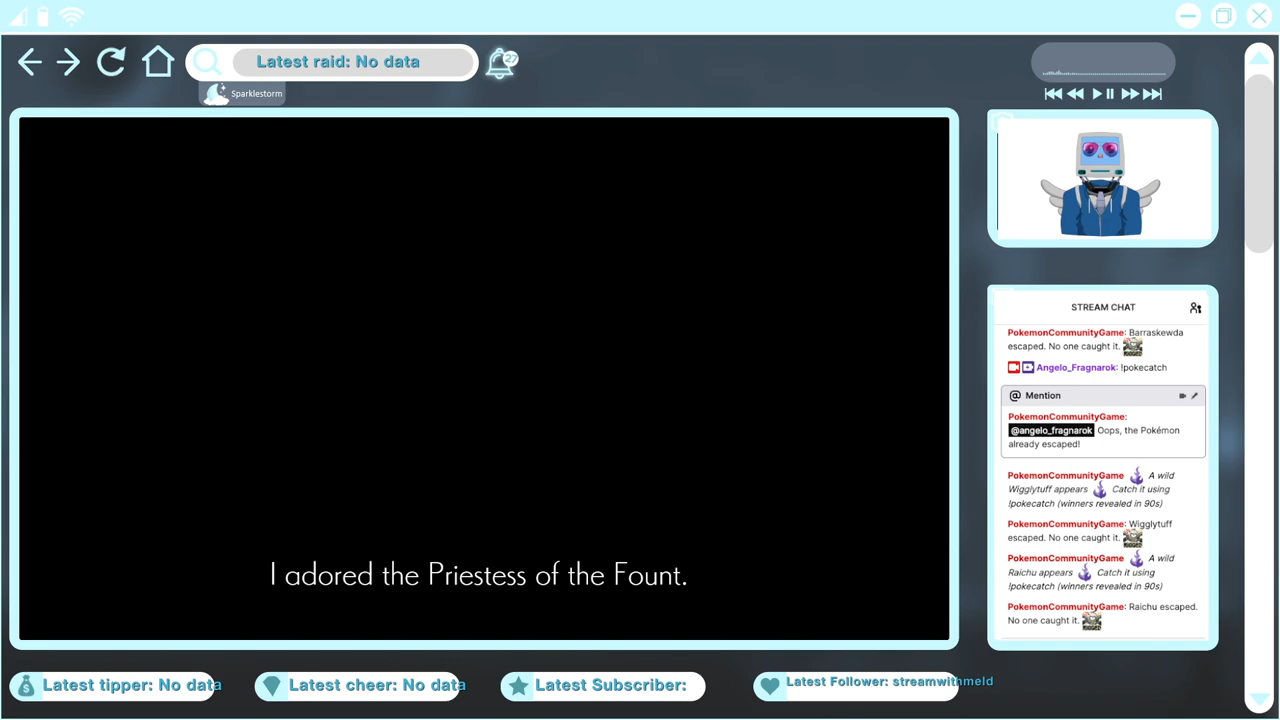 Latest raid: No data
27
Sparklestorm
STREAM CHAT
PokemonCommunityGame: Barraskewda
escaped. No one caught it.
Angelo_Fragnarok: !pokecatch
@ Mention
PokemonCommunityGame:
@angelo_fragnarok Oops, the Pokémon
already escaped!
PokemonCommunityGame A wild
Wigglytuff appears Catch it using
!pokecatch (winners revealed in 90s)
PokemonCommunityGame: Wigglytuff
escaped. No one caught it.
PokemonCommunityGame A wild
Raichu appears Catch it using
!pokecatch (winners revealed in 90s)
PokemonCommunityGame: Raichu escaped.
No one caught it.
I adored the Priestess of the Fount.
Latest tipper: No data
Latest cheer: No data
Latest Subscriber:
Latest Follower: streamwithmeld